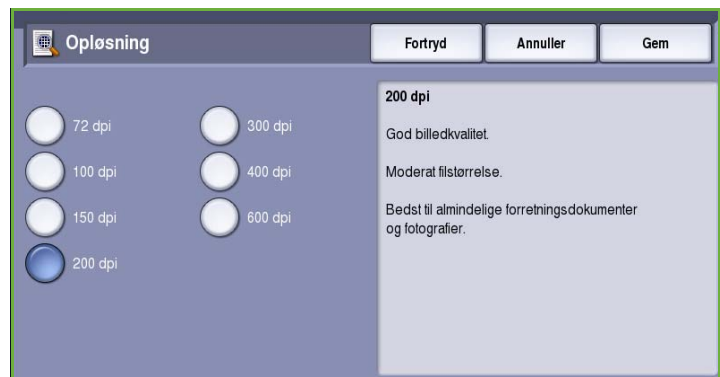 Opløsning
Fortryd
Annuller
Gem
72 dpi
100 dpi
150 dpi
200 dpi
300 dpi
400 dpi
600 dpi
200 dpi
God billedkvalitet.
Moderat filstørrelse.
Bedst til almindelige forretningsdokumenter
og fotografier.